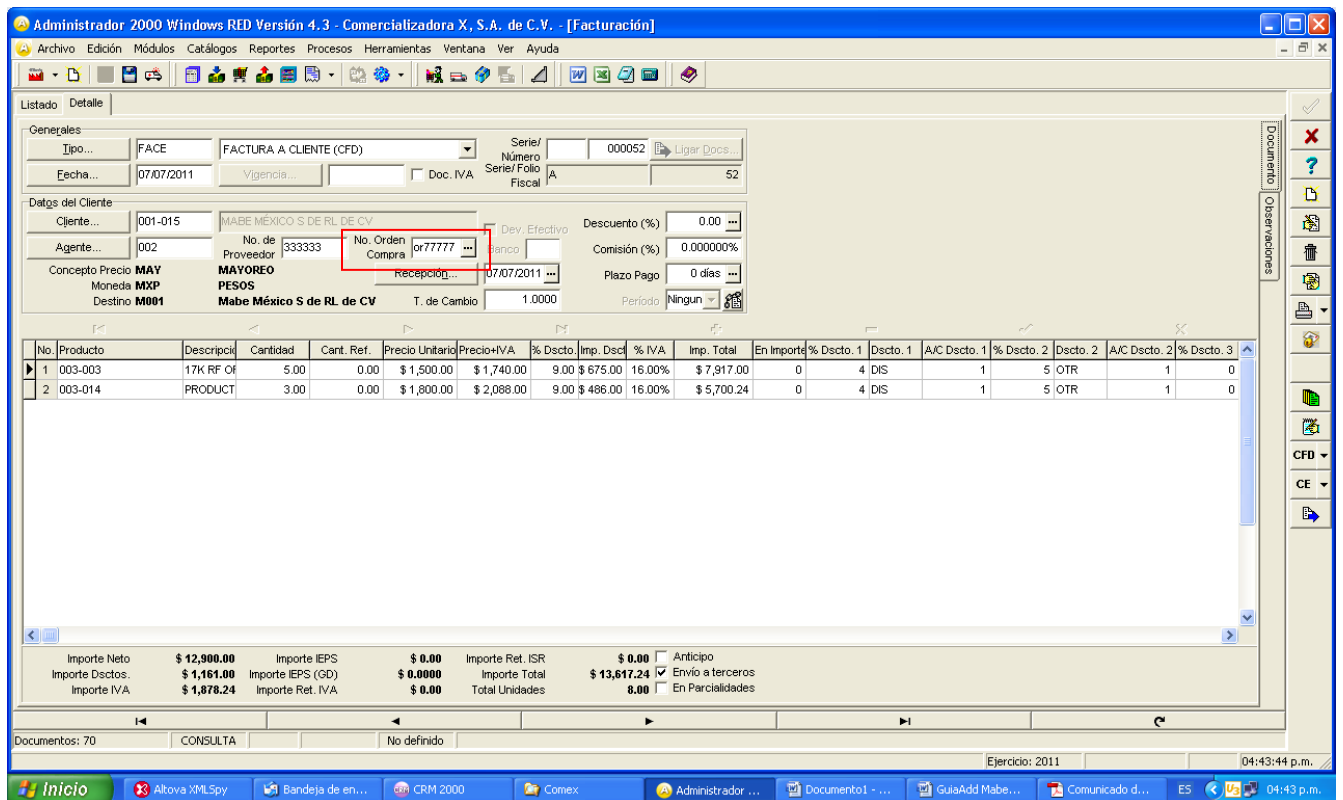 Administrador 2000 Windows RED Versión 4.3 - Comercializadora X, S.A. de C.V. - [Facturación]
Archivo Edición Módulos Catálogos Reportes Procesos Herramientas Ventana Ver Ayuda
Listado Detalle
Generales
Tipo... FACE FACTURA A CLIENTE (CFD) Serie/ Número 000052 Ligar Docs...
Fecha... 07/07/2011 Vigencia... Doc. IVA Serie/Folio Fiscal A 52
Datos del Cliente
Cliente... 001-015 MABE MÉXICO S DE RL DE CV Dev. Efectivo Descuento (%) 0.00
Agente... 002 No. de Proveedor 333333 No. Orden Compra or77777 Banco Comisión (%) 0.000000%
Concepto Precio MAY MAYOREO Recepción... 07/07/2011 Plazo Pago 0 días
Moneda MXP PESOS
Destino M001 Mabe México S de RL de CV T. de Cambio 1.0000 Período Ningun
No. Producto Descripció Cantidad Cant. Ref. Precio Unitario Precio+IVA % Dscto. Imp. Dsct % IVA Imp. Total En Importe % Dscto. 1 Dscto. 1 A/C Dscto. 1 % Dscto. 2 Dscto. 2 A/C Dscto. 2 % Dscto. 3
1 003-003 17K RF OF 5.00 0.00 $ 1,500.00 $ 1,740.00 9.00 $ 675.00 16.00% $ 7,917.00 0 4 DIS 1 5 OTR 1 0
2 003-014 PRODUCT 3.00 0.00 $ 1,800.00 $ 2,088.00 9.00 $ 486.00 16.00% $ 5,700.24 0 4 DIS 1 5 OTR 1 0
Importe Neto $ 12,900.00 Importe IEPS $ 0.00 Importe Ret. ISR $ 0.00 Anticipo
Importe Dsctos. $ 1,161.00 Importe IEPS (GD) $ 0.0000 Importe Total $ 13,617.24 Envío a terceros
Importe IVA $ 1,878.24 Importe Ret. IVA $ 0.00 Total Unidades 8.00 En Parcialidades
Documento
Observaciones
CFD
CE
Documentos: 70 CONSULTA No definido
Ejercicio: 2011 04:43:44 p.m.
Inicio Altova XMLSpy Bandeja de en... CRM 2000 Comex Administrador ... Documento1 - ... GuiaAdd Mabe... Comunicado d... ES 04:43 p.m.